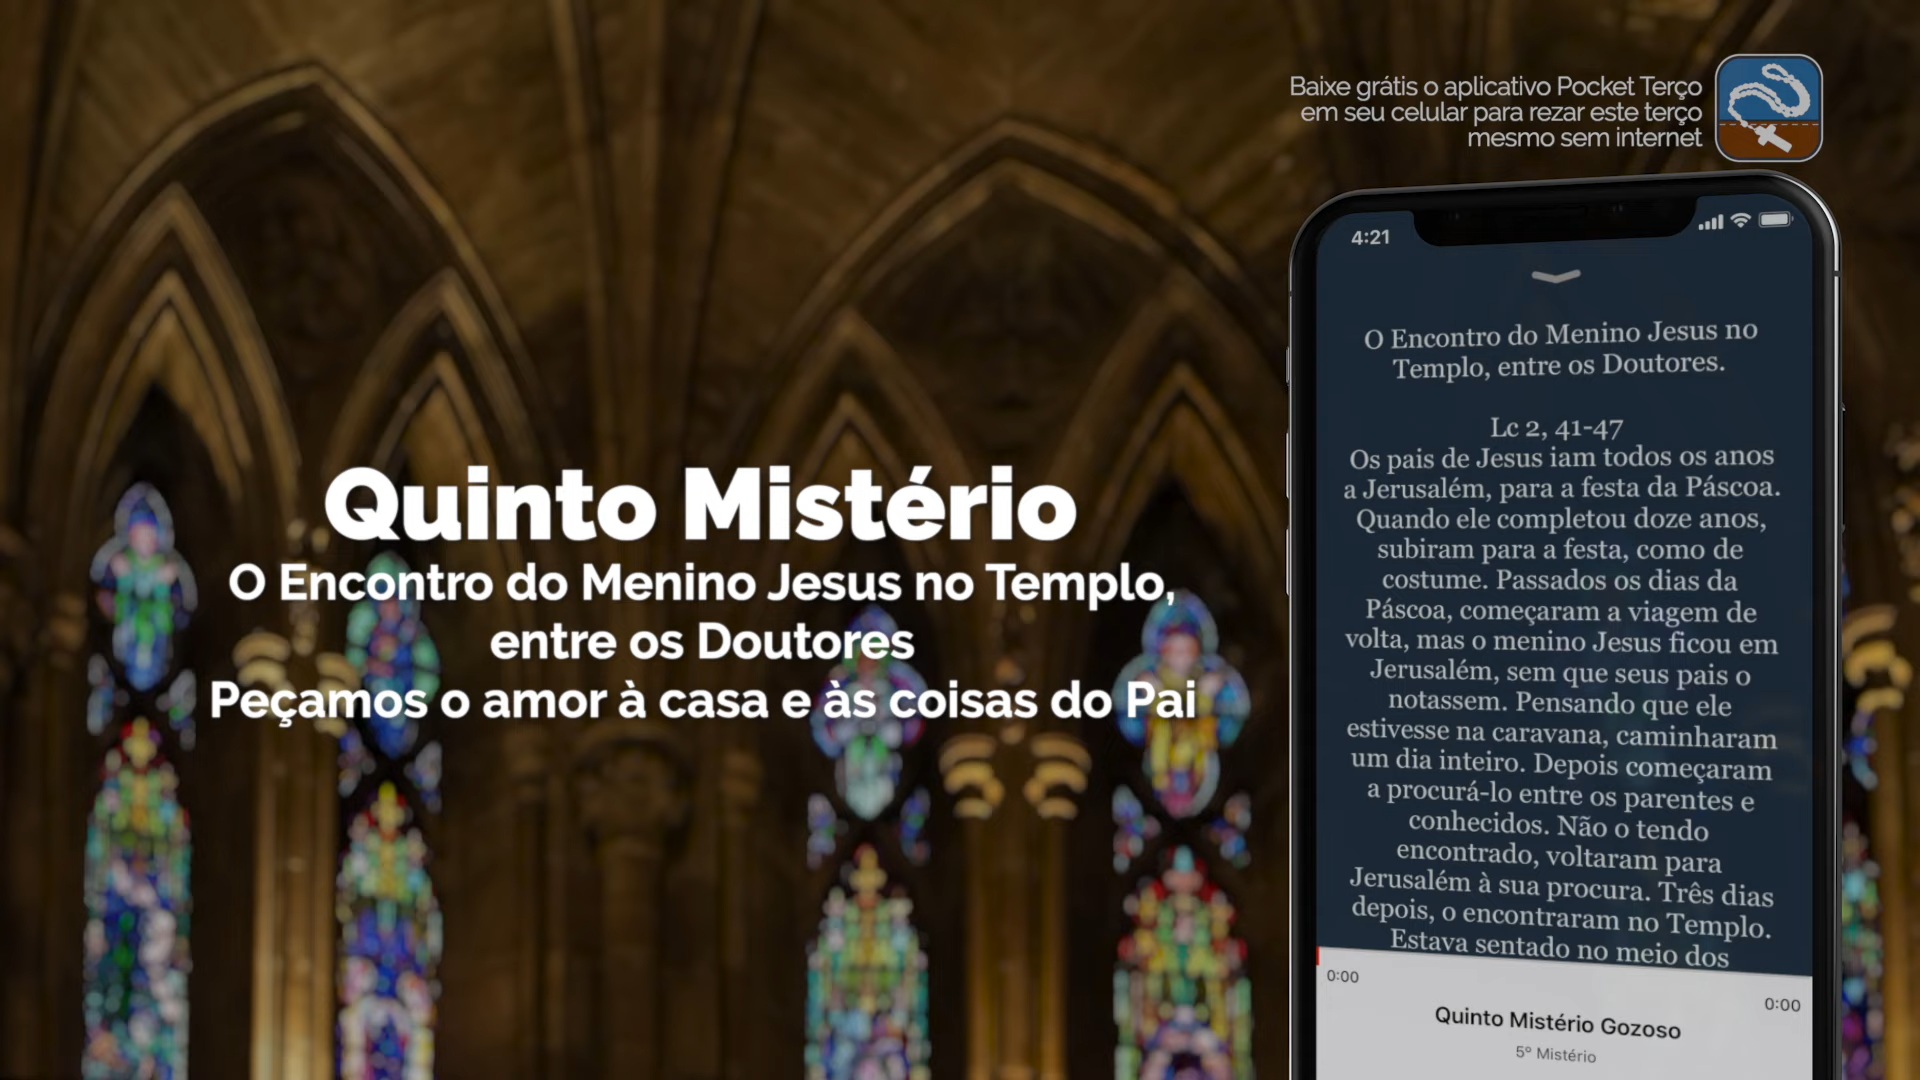 Baixe grátis o aplicativo Pocket Terço
em seu celular para rezar este terço
mesmo sem internet
Quinto Mistério
O Encontro do Menino Jesus no Templo,
entre os Doutores
Peçamos o amor à casa e às coisas do Pai
4:21
O Encontro do Menino Jesus no
Templo, entre os Doutores.
Lc 2, 41-47
Os pais de Jesus iam todos os anos
a Jerusalém, para a festa da Páscoa.
Quando ele completou doze anos,
subiram para a festa, como de
costume. Passados os dias da
Páscoa, começaram a viagem de
volta, mas o menino Jesus ficou em
Jerusalém, sem que seus pais o
notassem. Pensando que ele
estivesse na caravana, caminharam
um dia inteiro. Depois começaram
a procurá-lo entre os parentes e
conhecidos. Não o tendo
encontrado, voltaram para
Jerusalém à sua procura. Três dias
depois, o encontraram no Templo.
Estava sentado no meio dos
0:00
0:00
Quinto Mistério Gozoso
5º Mistério